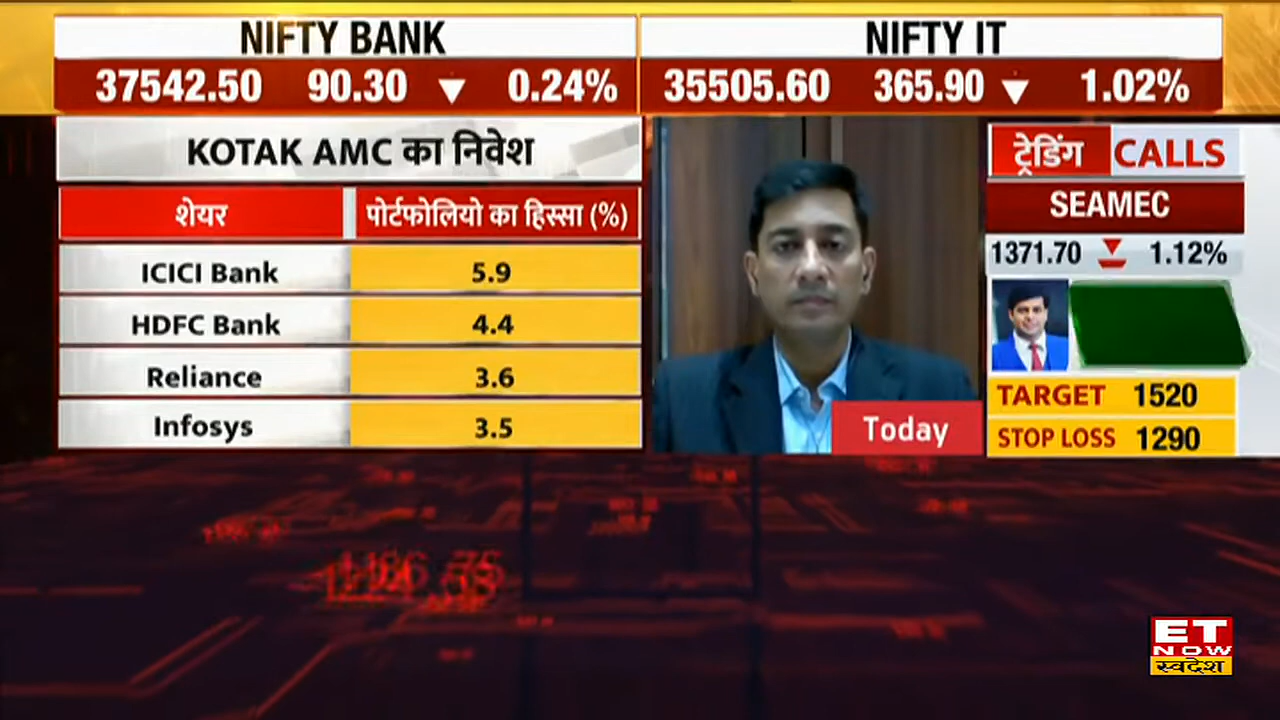 NIFTY BANK
37542.50 90.30 ▼ 0.24%
NIFTY IT
35505.60 365.90 ▼ 1.02%
KOTAK AMC का निवेश
शेयर पोर्टफोलियो का हिस्सा (%)
ICICI Bank 5.9
HDFC Bank 4.4
Reliance 3.6
Infosys 3.5
Today
ट्रेडिंग CALLS
SEAMEC
1371.70 1.12%
TARGET 1520
STOP LOSS 1290
ET
NOW
स्वदेश